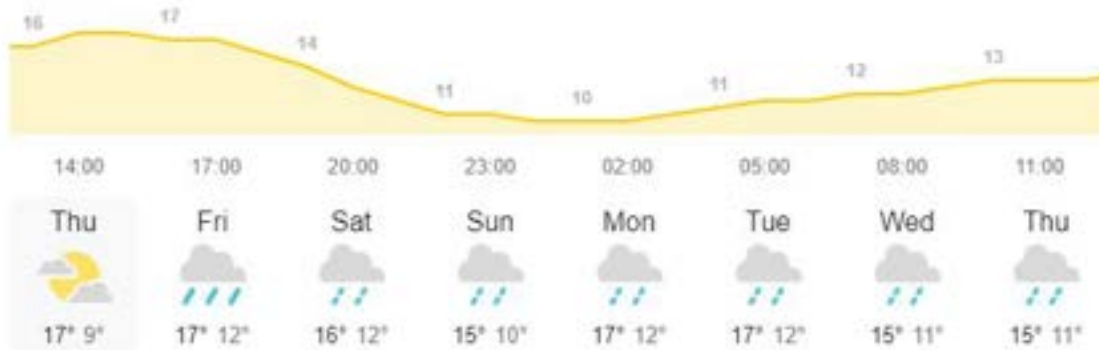 16 17 14 11 10 11 12 13
14:00 17:00 20:00 23:00 02:00 05:00 08:00 11:00
Thu Fri Sat Sun Mon Tue Wed Thu
17° 9° 17° 12° 16° 12° 15° 10° 17° 12° 17° 12° 15° 11° 15° 11°